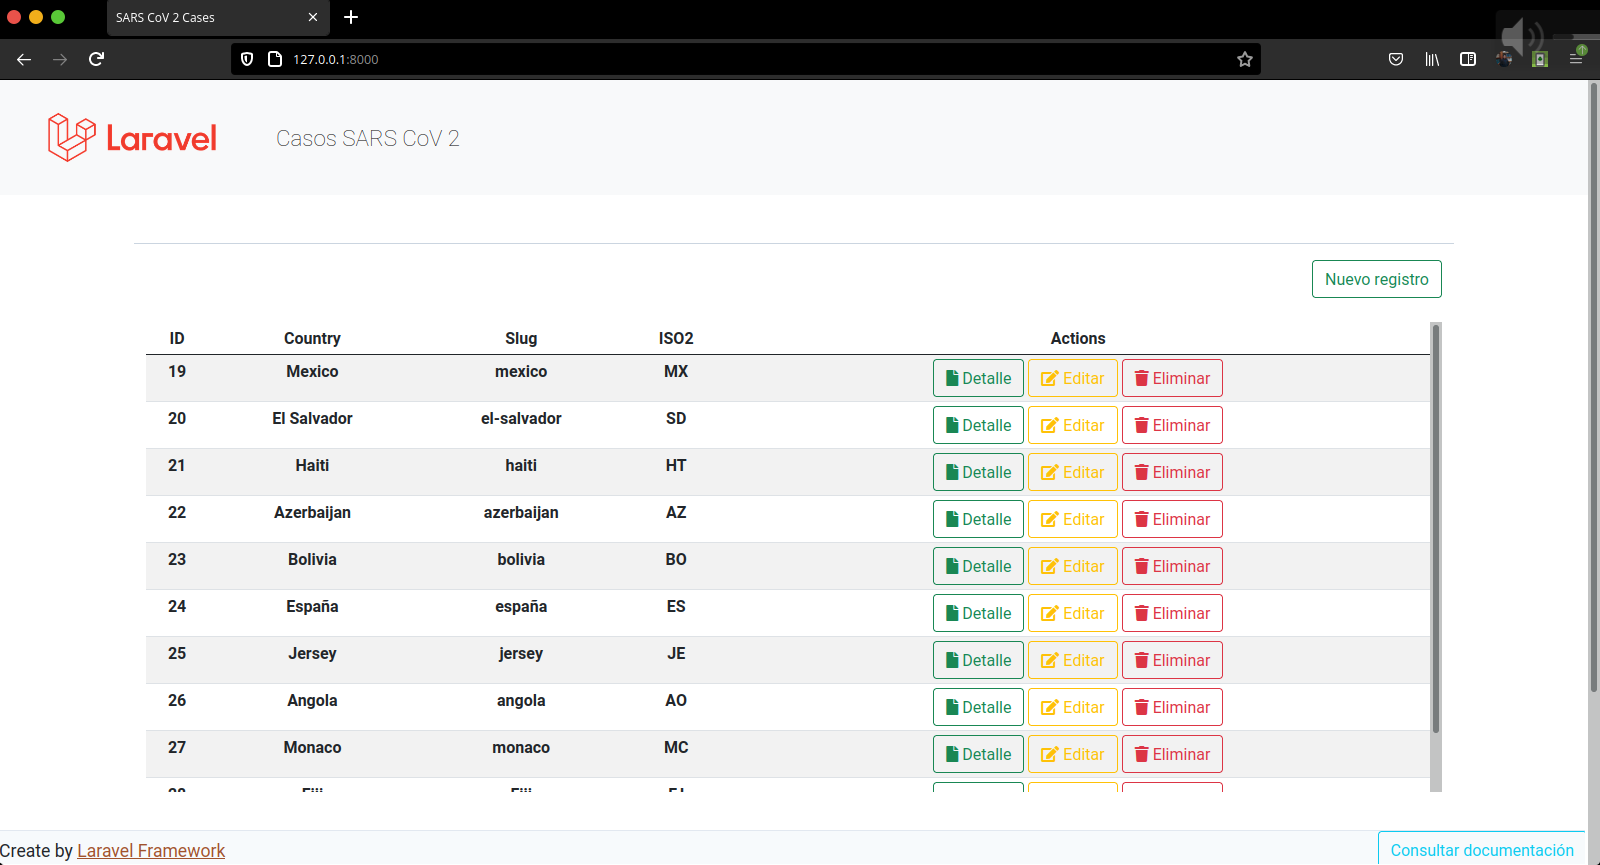 SARS CoV 2 Cases
127.0.0.1:8000
Laravel Casos SARS CoV 2
Nuevo registro
ID Country Slug ISO2 Actions
19 Mexico mexico MX Detalle Editar Eliminar
20 El Salvador el-salvador SD Detalle Editar Eliminar
21 Haiti haiti HT Detalle Editar Eliminar
22 Azerbaijan azerbaijan AZ Detalle Editar Eliminar
23 Bolivia bolivia BO Detalle Editar Eliminar
24 España españa ES Detalle Editar Eliminar
25 Jersey jersey JE Detalle Editar Eliminar
26 Angola angola AO Detalle Editar Eliminar
27 Monaco monaco MC Detalle Editar Eliminar
Create by Laravel Framework
Consultar documentación